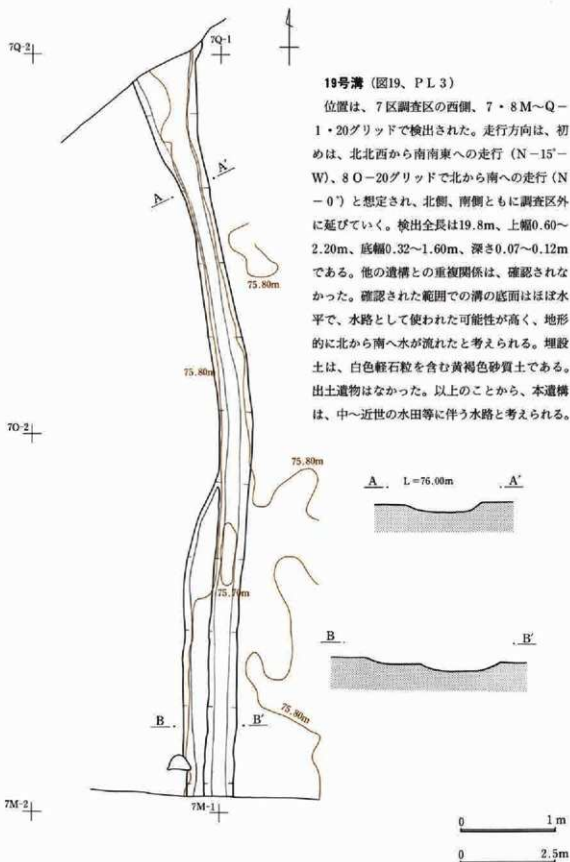 7Q-2
7Q-1
19号溝 (図19、PL3)
位置は、7区調査区の西側、7・8M〜Q－
1・20グリッドで検出された。走行方向は、初
めは、北北西から南南東への走行（N－15°－
W)、8O－20グリッドで北から南への走行（N
－0°）と想定され、北側、南側ともに調査区外
に延びていく。検出全長は19.8m、上幅0.60〜
2.20m、底幅0.32〜1.60m、深さ0.07〜0.12m
である。他の遺構との重複関係は、確認されな
かった。確認された範囲での溝の底面はほぼ水
平で、水路として使われた可能性が高く、地形
的に北から南へ水が流れたと考えられる。埋設
土は、白色軽石粒を含む黄褐色砂質土である。
出土遺物はなかった。以上のことから、本遺構
は、中〜近世の水田等に伴う水路と考えられる。
A
A′
75.80m
75.80m
7O-2
75.80m
75.70m
B
B′
75.80m
7M-2
7M-1
A
L=76.00m
A′
B
B′
0
1m
0
2.5m